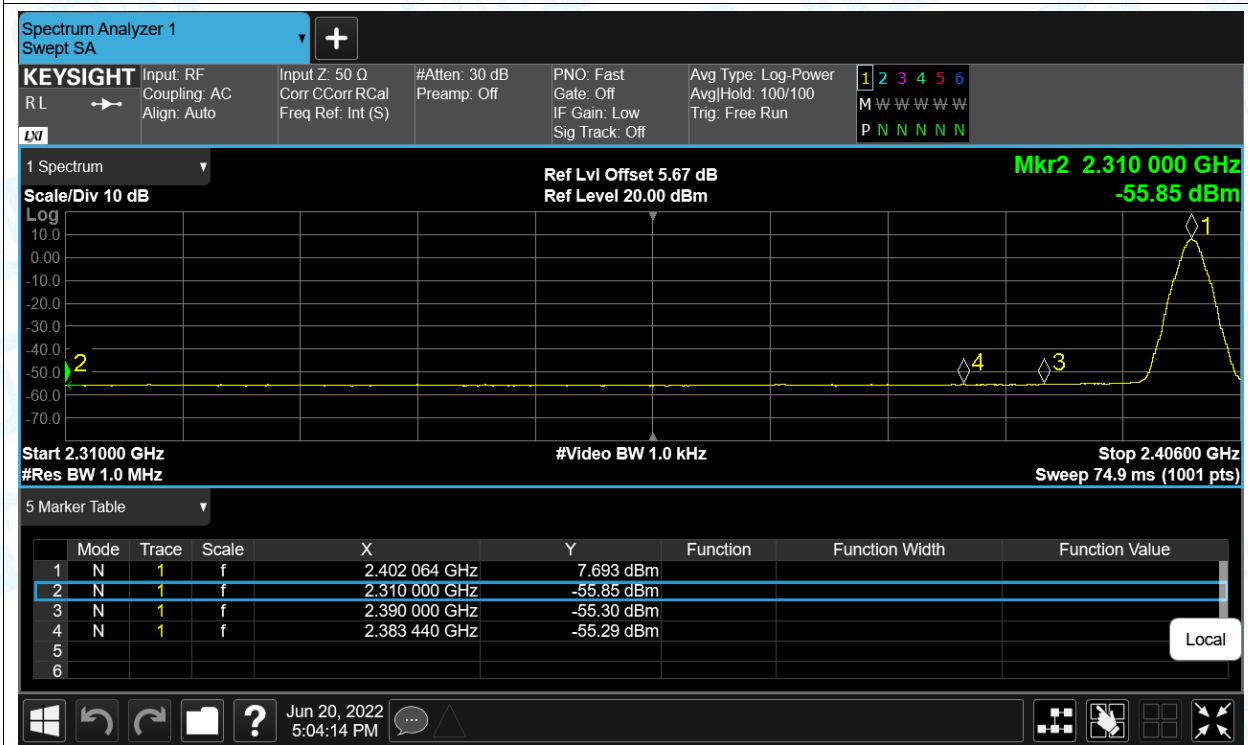 Spectrum Analyzer 1
Swept SA
KEYSIGHT Input: RF Input Z: 50 Ω #Atten: 30 dB PNO: Fast Avg Type: Log-Power 1 2 3 4 5 6
RL Coupling: AC Corr CCorr RCal Preamp: Off Gate: Off Avg|Hold: 100/100 M W W W W W
Align: Auto Freq Ref: Int (S) IF Gain: Low Trig: Free Run
LXI Sig Track: Off P N N N N N
1 Spectrum Ref Lvl Offset 5.67 dB Mkr2 2.310 000 GHz
Scale/Div 10 dB Ref Level 20.00 dBm -55.85 dBm
Log
10.0 1
0.00
-10.0
-20.0
-30.0
-40.0
-50.0 2 4 3
-60.0
-70.0
Start 2.31000 GHz #Video BW 1.0 kHz Stop 2.40600 GHz
#Res BW 1.0 MHz Sweep 74.9 ms (1001 pts)
5 Marker Table
Mode Trace Scale X Y Function Function Width Function Value
1 N 1 f 2.402 064 GHz 7.693 dBm
2 N 1 f 2.310 000 GHz -55.85 dBm
3 N 1 f 2.390 000 GHz -55.30 dBm
4 N 1 f 2.383 440 GHz -55.29 dBm
5
6
Local
? Jun 20, 2022
5:04:14 PM